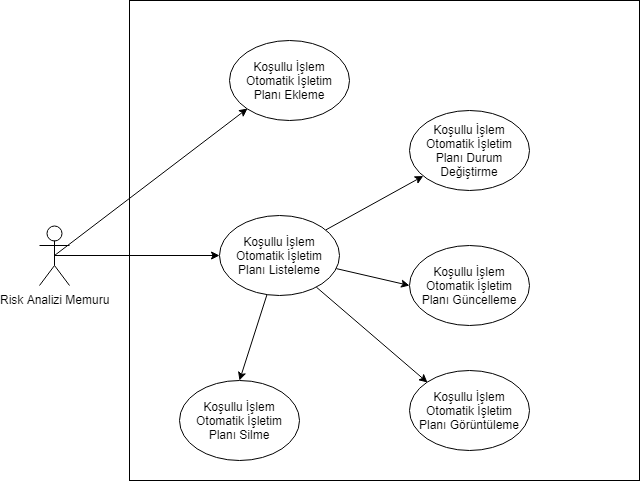 Koşullu İşlem
Otomatik İşletim
Planı Ekleme
Koşullu İşlem
Otomatik İşletim
Planı Durum
Değiştirme
Koşullu İşlem
Otomatik İşletim
Planı Listeleme
Koşullu İşlem
Otomatik İşletim
Planı Güncelleme
Risk Analizi Memuru
Koşullu İşlem
Otomatik İşletim
Planı Silme
Koşullu İşlem
Otomatik İşletim
Planı Görüntüleme